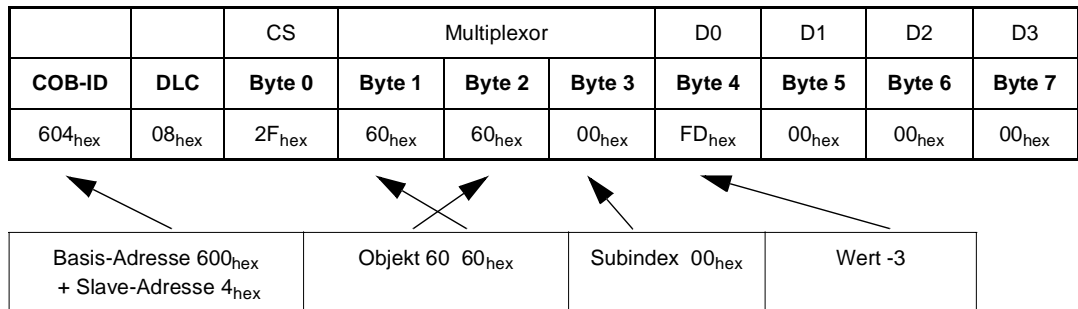 CS Multiplexor D0 D1 D2 D3
COB-ID DLC Byte 0 Byte 1 Byte 2 Byte 3 Byte 4 Byte 5 Byte 6 Byte 7
604hex 08hex 2Fhex 60hex 60hex 00hex FDhex 00hex 00hex 00hex
Basis-Adresse 600hex Objekt 60 60hex Subindex 00hex Wert -3
+ Slave-Adresse 4hex